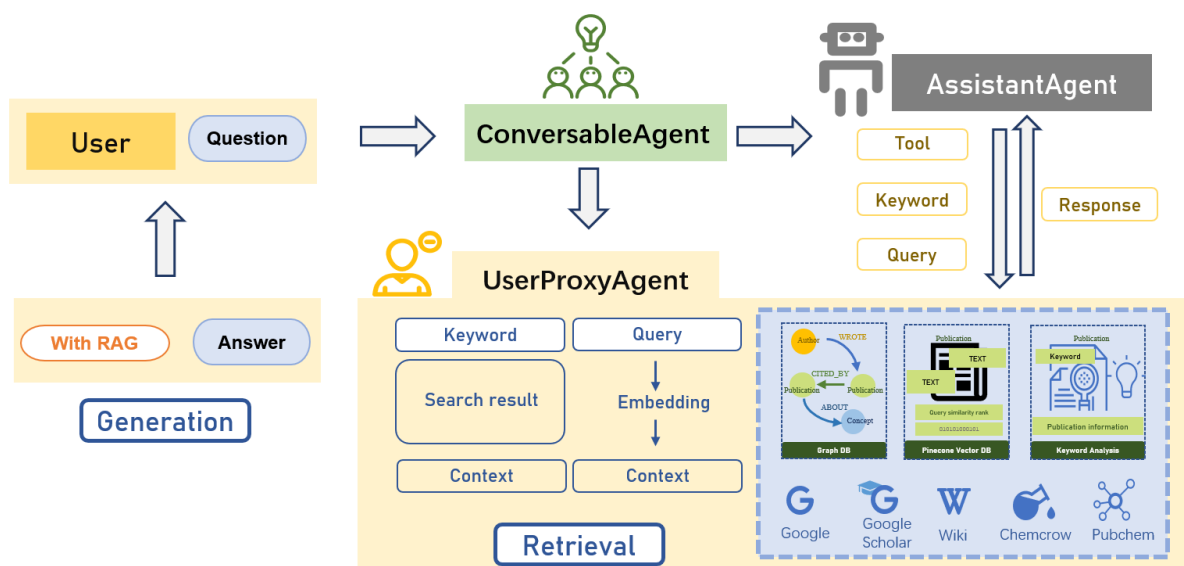 User
Question
ConversableAgent
AssistantAgent
Tool
Keyword
Query
Response
With RAG
Answer
Generation
UserProxyAgent
Keyword
Search result
Context
Query
Embedding
Context
Retrieval
Author
WROTE
CITED_BY
Publication
Publication
ABOUT
Concept
Graph DB
Publication
TEXT
TEXT
Query similarity rank
Pinecone Vector DB
Publication
Keyword
Publication information
Keyword Analysis
Google
Google
Scholar
Wiki
Chemcrow
Pubchem